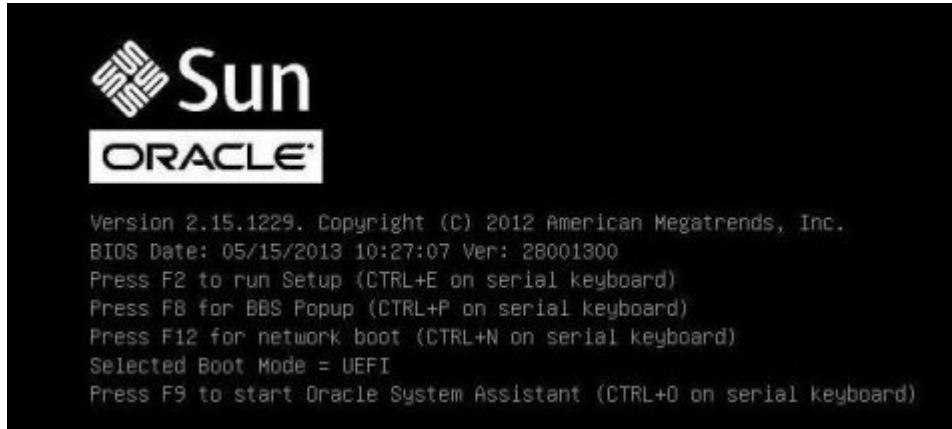 Sun
ORACLE
Version 2.15.1229. Copyright (C) 2012 American Megatrends, Inc.
BIOS Date: 05/15/2013 10:27:07 Ver: 28001300
Press F2 to run Setup (CTRL+E on serial keyboard)
Press F8 for BBS Popup (CTRL+P on serial keyboard)
Press F12 for network boot (CTRL+N on serial keyboard)
Selected Boot Mode = UEFI
Press F9 to start Oracle System Assistant (CTRL+O on serial keyboard)